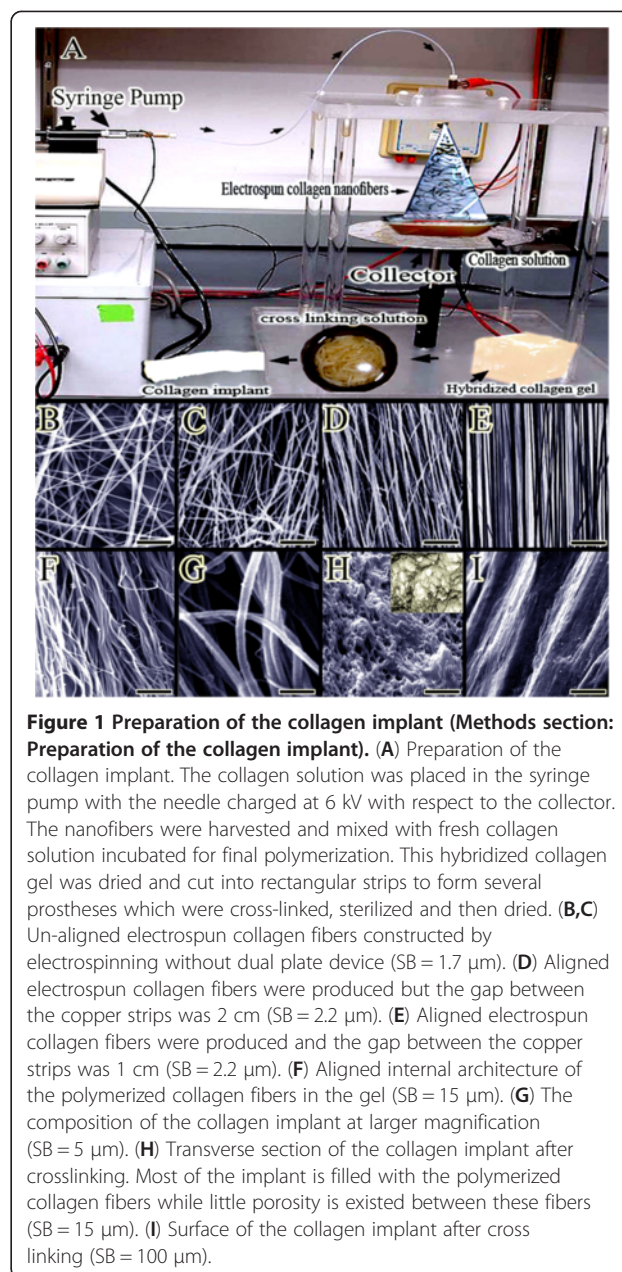 A
Syringe Pump
Electrospun collagen nanofibers
Collagen solution
Collector
cross linking solution
Collagen implant
Hybridized collagen gel
B
C
D
E
F
G
H
I
Figure 1 Preparation of the collagen implant (Methods section:
Preparation of the collagen implant). (A) Preparation of the
collagen implant. The collagen solution was placed in the syringe
pump with the needle charged at 6 kV with respect to the collector.
The nanofibers were harvested and mixed with fresh collagen
solution incubated for final polymerization. This hybridized collagen
gel was dried and cut into rectangular strips to form several
prostheses which were cross-linked, sterilized and then dried. (B,C)
Un-aligned electrospun collagen fibers constructed by
electrospinning without dual plate device (SB = 1.7 μm). (D) Aligned
electrospun collagen fibers were produced but the gap between
the copper strips was 2 cm (SB = 2.2 μm). (E) Aligned electrospun
collagen fibers were produced and the gap between the copper
strips was 1 cm (SB = 2.2 μm). (F) Aligned internal architecture of
the polymerized collagen fibers in the gel (SB = 15 μm). (G) The
composition of the collagen implant at larger magnification
(SB = 5 μm). (H) Transverse section of the collagen implant after
crosslinking. Most of the implant is filled with the polymerized
collagen fibers while little porosity is existed between these fibers
(SB = 15 μm). (I) Surface of the collagen implant after cross
linking (SB = 100 μm).